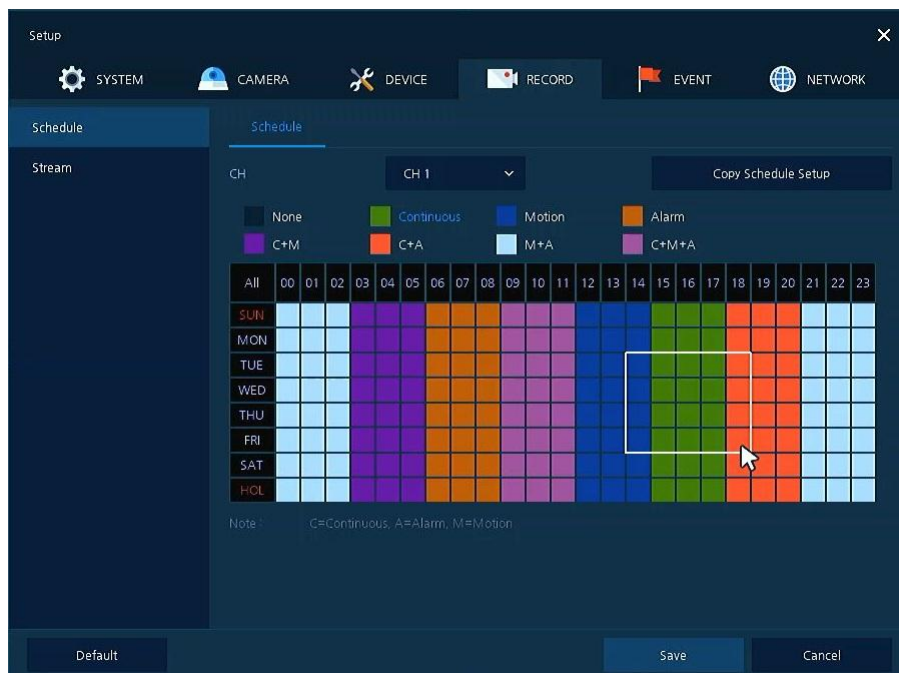 Setup
SYSTEM CAMERA DEVICE RECORD EVENT NETWORK
Schedule
Stream
Schedule
CH CH 1 Copy Schedule Setup
None Continuous Motion Alarm
C+M C+A M+A C+M+A
All 00 01 02 03 04 05 06 07 08 09 10 11 12 13 14 15 16 17 18 19 20 21 22 23
SUN
MON
TUE
WED
THU
FRI
SAT
HOL
Note : C=Continuous, A=Alarm, M=Motion
Default Save Cancel